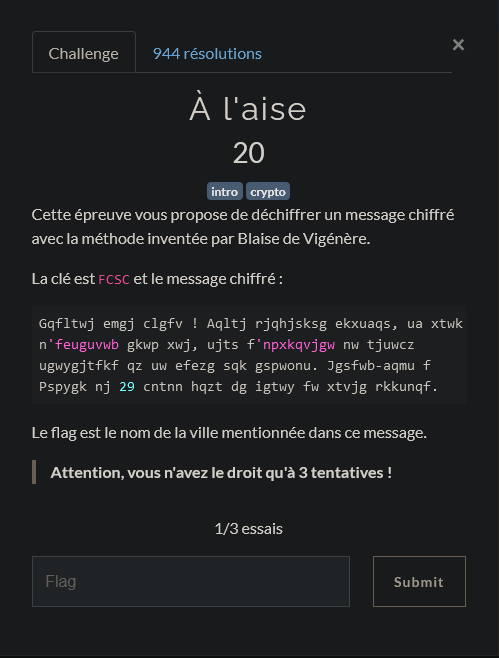 Challenge 944 résolutions ×
À l'aise
20
intro crypto
Cette épreuve vous propose de déchiffrer un message chiffré
avec la méthode inventée par Blaise de Vigénère.
La clé est FCSC et le message chiffré :
Gqfltwj emgj clgfv ! Aqltj rjqhjsksg ekxuaqs, ua xtwk
n'feuguvwb gkwp xwj, ujts f'npxkqvjgw nw tjuwcz
ugwygjtfkf qz uw efezg sqk gspwonu. Jgsfwb-aqmu f
Pspygk nj 29 cntnn hqzt dg igtwy fw xtvjg rkkunqf.
Le flag est le nom de la ville mentionnée dans ce message.
Attention, vous n'avez le droit qu'à 3 tentatives !
1/3 essais
Flag Submit